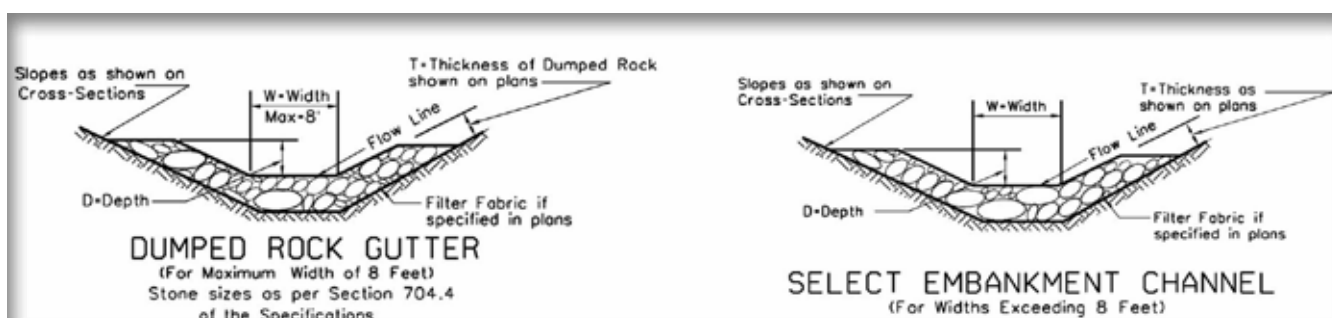 Slopes as shown on
Cross-Sections
W=Width
Max=8'
T=Thickness of Dumped Rock
shown on plans
Flow Line
D=Depth
Filter Fabric if
specified in plans
DUMPED ROCK GUTTER
(For Maximum Width of 8 Feet)
Stone sizes as per Section 704.4
of the Specifications
Slopes as shown on
Cross-Sections
W=Width
T=Thickness as
shown on plans
Flow Line
D=Depth
Filter Fabric if
specified in plans
SELECT EMBANKMENT CHANNEL
(For Widths Exceeding 8 Feet)